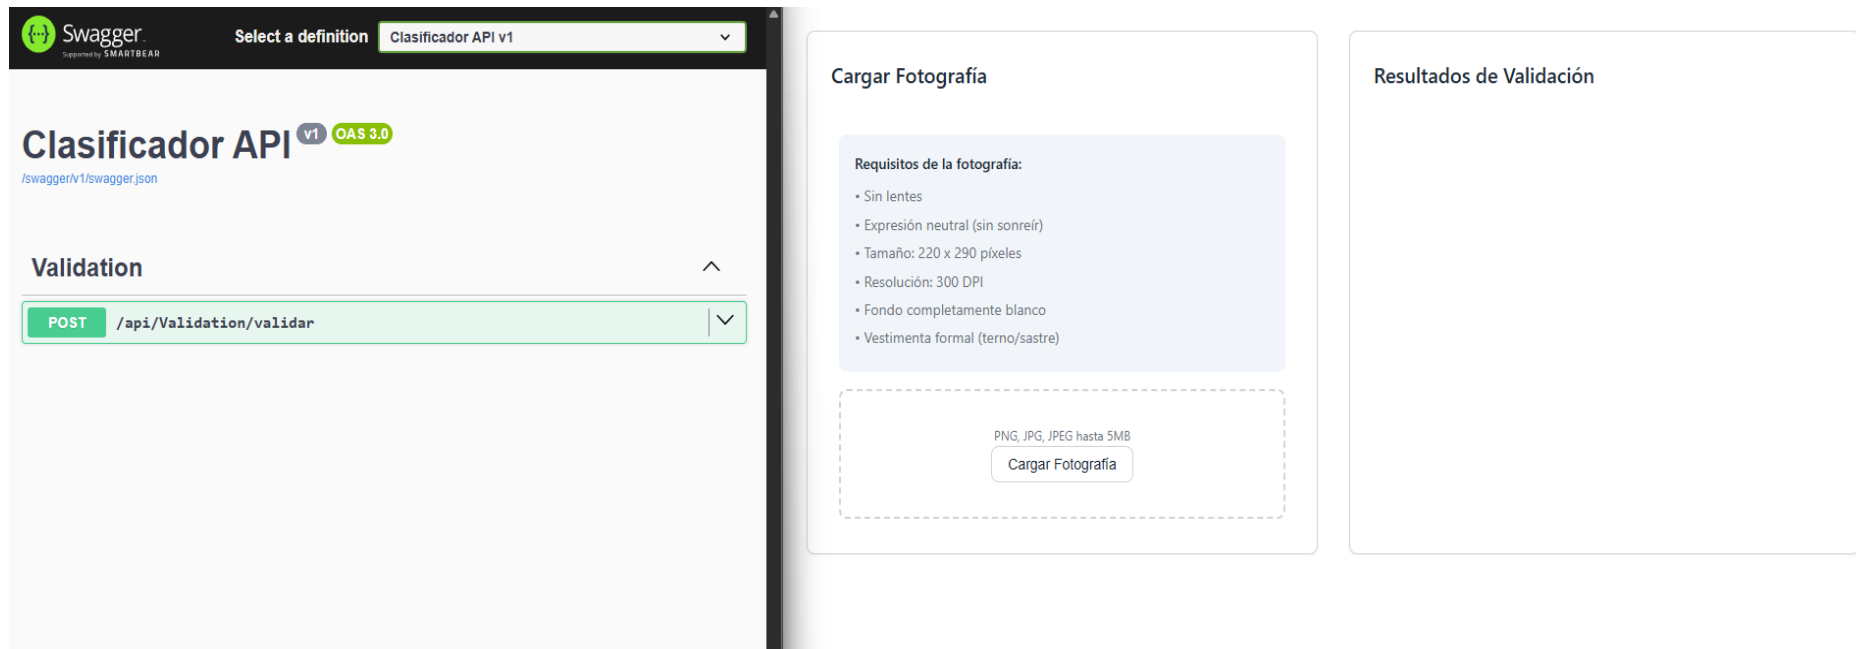 Swagger.
Supported by SMARTBEAR
Select a definition
Clasificador API v1
Clasificador API v1 OAS 3.0
/swagger/v1/swagger.json
Validation
POST /api/Validation/validar
Cargar Fotografía
Requisitos de la fotografía:
• Sin lentes
• Expresión neutral (sin sonreír)
• Tamaño: 220 x 290 píxeles
• Resolución: 300 DPI
• Fondo completamente blanco
• Vestimenta formal (terno/sastre)
PNG, JPG, JPEG hasta 5MB
Cargar Fotografía
Resultados de Validación